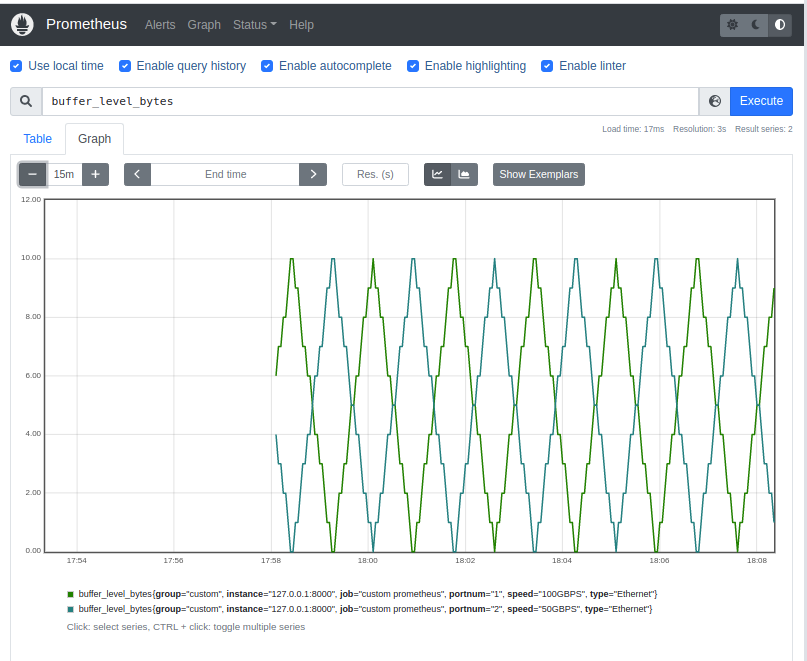 Prometheus Alerts Graph Status Help
Use local time Enable query history Enable autocomplete Enable highlighting Enable linter
buffer_level_bytes Execute
Load time: 17ms Resolution: 3s Result series: 2
Table Graph
− 15m + End time Res. (s) Show Exemplars
12.00
10.00
8.00
6.00
4.00
2.00
0.00
17:54 17:56 17:58 18:00 18:02 18:04 18:06 18:08
buffer_level_bytes{group="custom", instance="127.0.0.1:8000", job="custom prometheus", portnum="1", speed="100GBPS", type="Ethernet"}
buffer_level_bytes{group="custom", instance="127.0.0.1:8000", job="custom prometheus", portnum="2", speed="50GBPS", type="Ethernet"}
Click: select series, CTRL + click: toggle multiple series